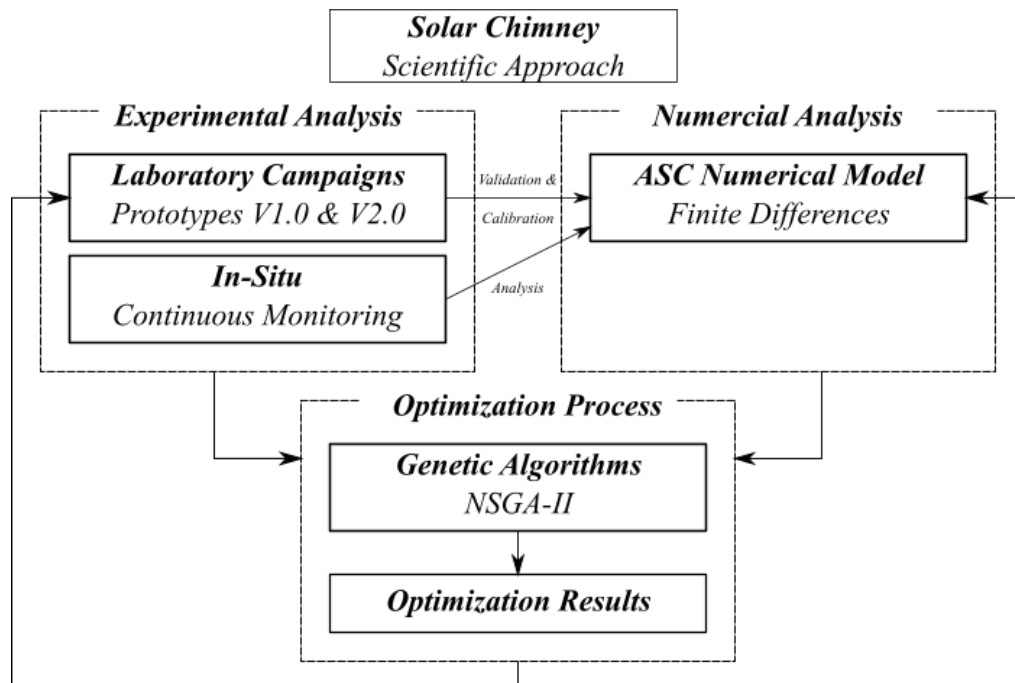 Solar Chimney
Scientific Approach
Experimental Analysis
Laboratory Campaigns
Prototypes V1.0 & V2.0
In-Situ
Continuous Monitoring
Validation &
Calibration
Analysis
Numercial Analysis
ASC Numerical Model
Finite Differences
Optimization Process
Genetic Algorithms
NSGA-II
Optimization Results